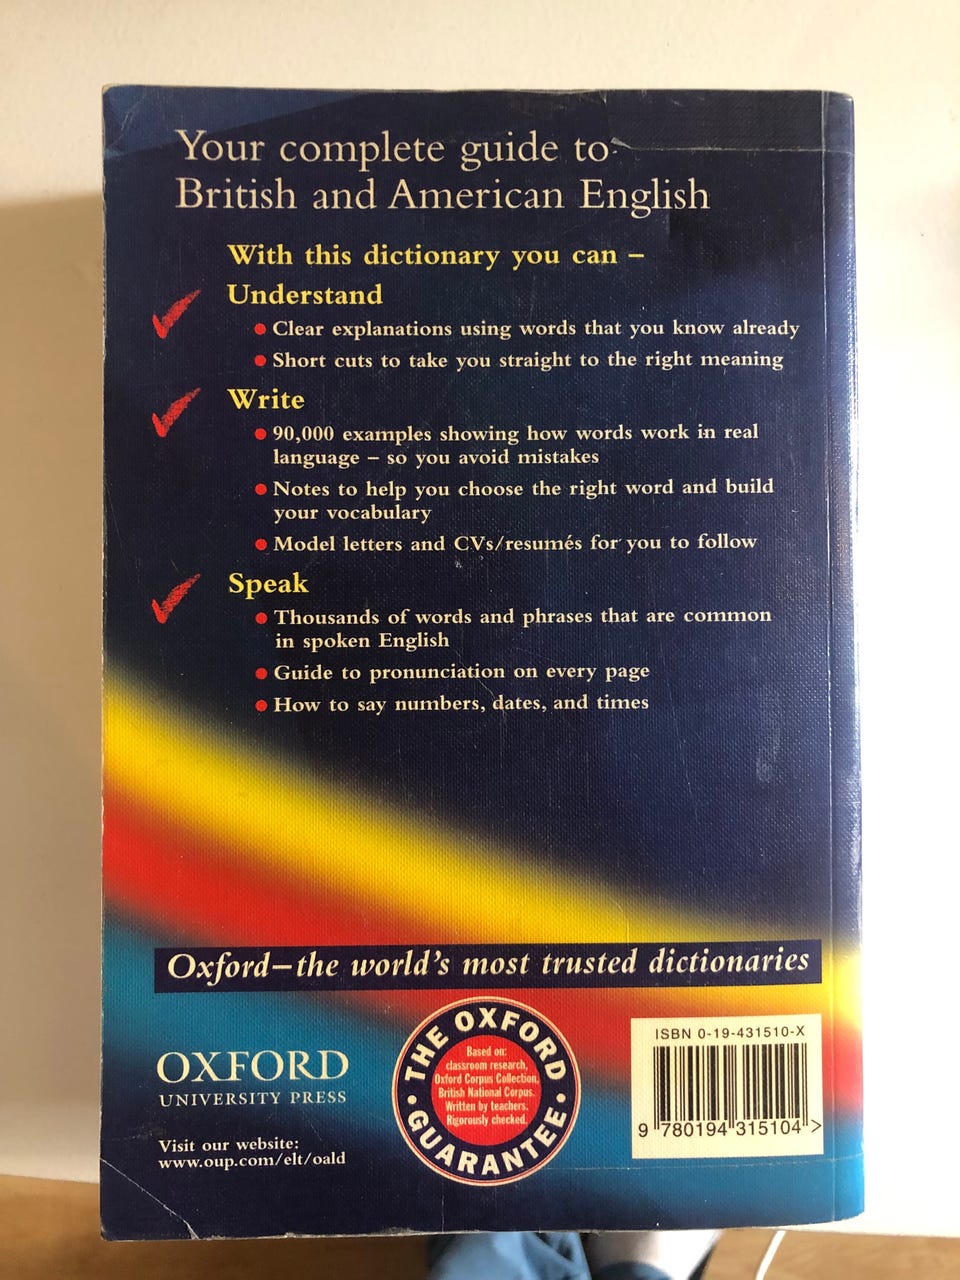 Your complete guide to
British and American English
With this dictionary you can –
Understand
• Clear explanations using words that you know already
• Short cuts to take you straight to the right meaning
Write
• 90,000 examples showing how words work in real
language – so you avoid mistakes
• Notes to help you choose the right word and build
your vocabulary
• Model letters and CVs/resumés for you to follow
Speak
• Thousands of words and phrases that are common
in spoken English
• Guide to pronunciation on every page
• How to say numbers, dates, and times
Oxford–the world's most trusted dictionaries
OXFORD
UNIVERSITY PRESS
Visit our website:
www.oup.com/elt/oald
THE OXFORD
• GUARANTEE •
Based on:
classroom research,
Oxford Corpus Collection,
British National Corpus.
Written by teachers.
Rigorously checked.
ISBN 0-19-431510-X
9 780194 315104 >